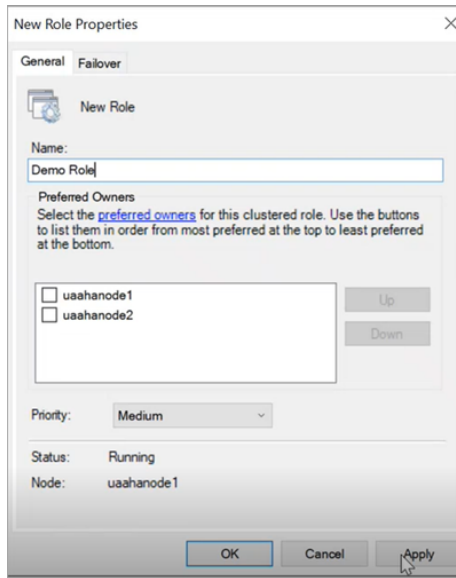 New Role Properties
General
Failover
New Role
Name:
Demo Role
Preferred Owners
Select the preferred owners for this clustered role. Use the buttons
to list them in order from most preferred at the top to least preferred
at the bottom.
uaahanode1
uaahanode2
Up
Down
Priority:
Medium
Status:
Running
Node:
uaahanode1
OK
Cancel
Apply